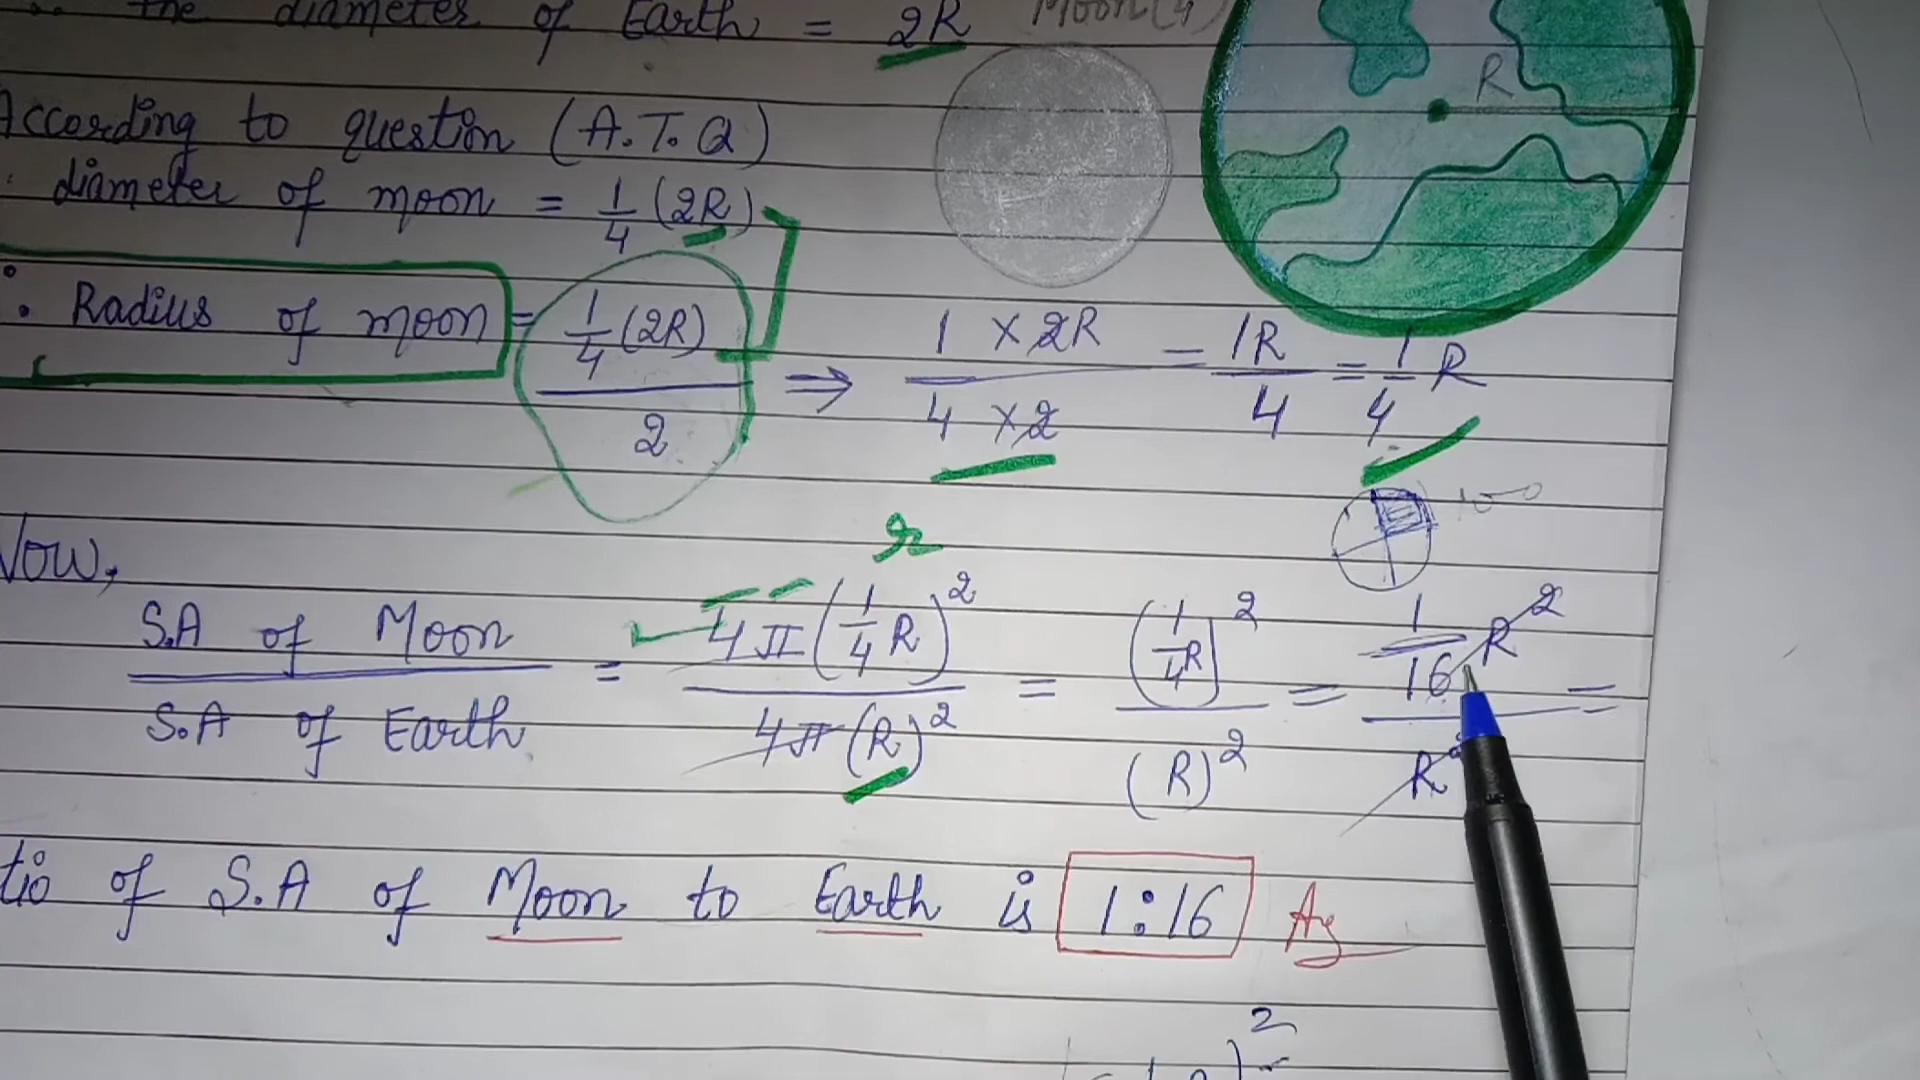 the diameter of Earth = 2R
Moon (r)
R
According to question (A.T.Q)
diameter of moon = 1/4 (2R)
∴ Radius of moon = 1/4 (2R) / 2 ⇒ 1 × 2R / 4 × 2 = 1R / 4 = 1/4 R
r
Now,
S.A of Moon / S.A of Earth = 4π (1/4 R)² / 4π (R)² = (1/4 R)² / (R)² = 1/16 R² / R² =
of S.A of Moon to Earth is 1:16 Ans
2